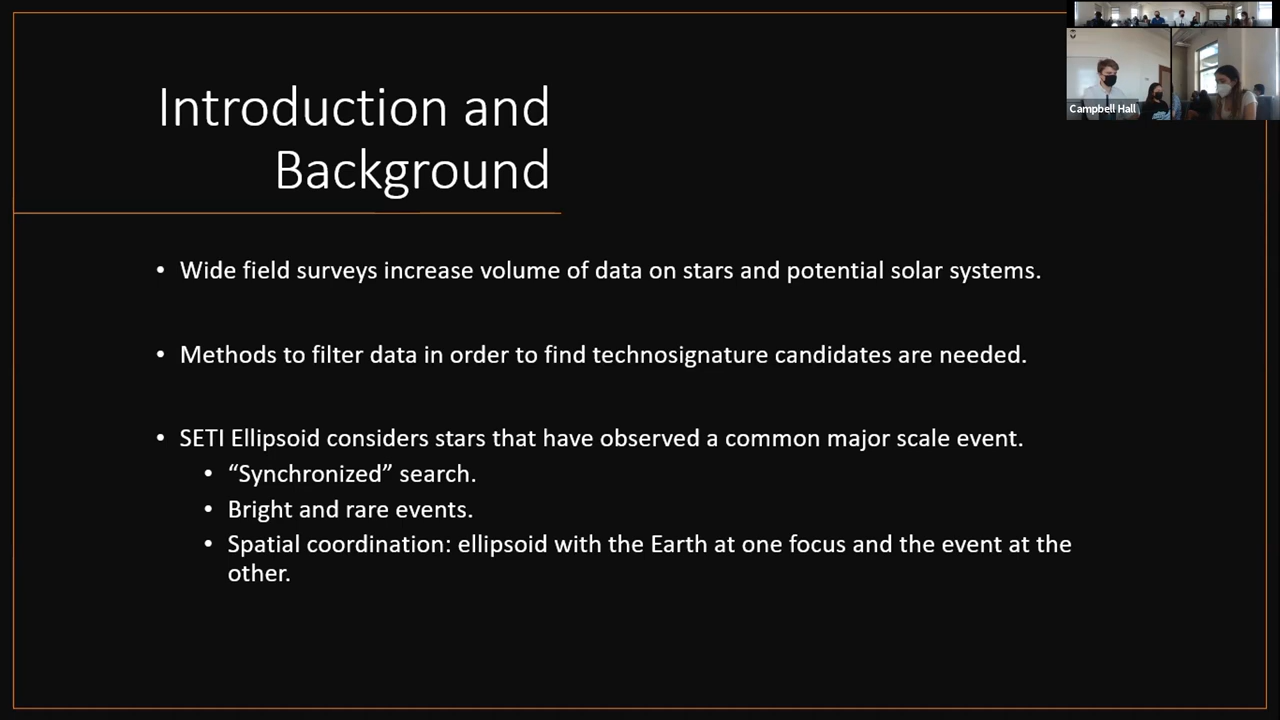 Introduction and
Background
• Wide field surveys increase volume of data on stars and potential solar systems.
• Methods to filter data in order to find technosignature candidates are needed.
• SETI Ellipsoid considers stars that have observed a common major scale event.
• “Synchronized” search.
• Bright and rare events.
• Spatial coordination: ellipsoid with the Earth at one focus and the event at the
other.
Campbell Hall